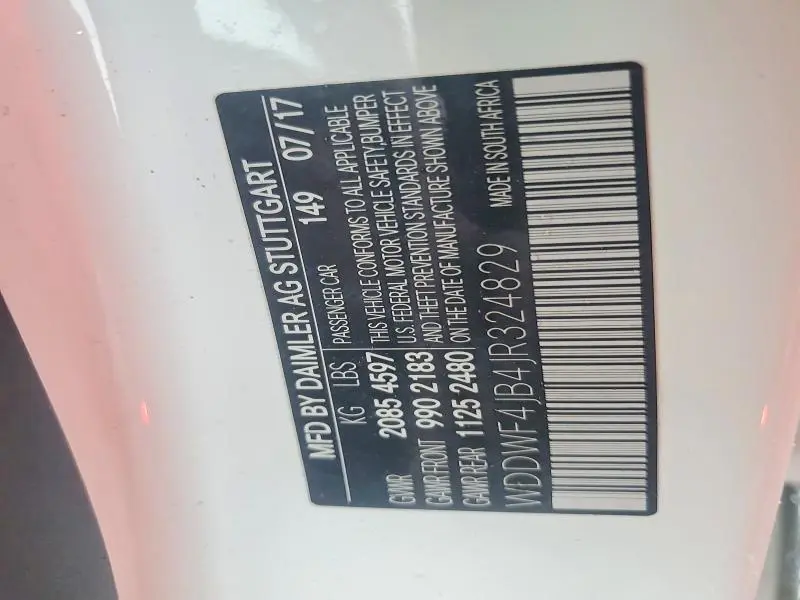 MFD BY DAIMLER AG STUTTGART
149 07/17
KG LBS PASSENGER CAR
GVWR 2085 4597 THIS VEHICLE CONFORMS TO ALL APPLICABLE
GAWR FRONT 990 2183 U.S. FEDERAL MOTOR VEHICLE SAFETY,BUMPER
GAWR REAR 1125 2480 AND THEFT PREVENTION STANDARDS IN EFFECT
ON THE DATE OF MANUFACTURE SHOWN ABOVE
WDDWF4JB4JR324829 MADE IN SOUTH AFRICA